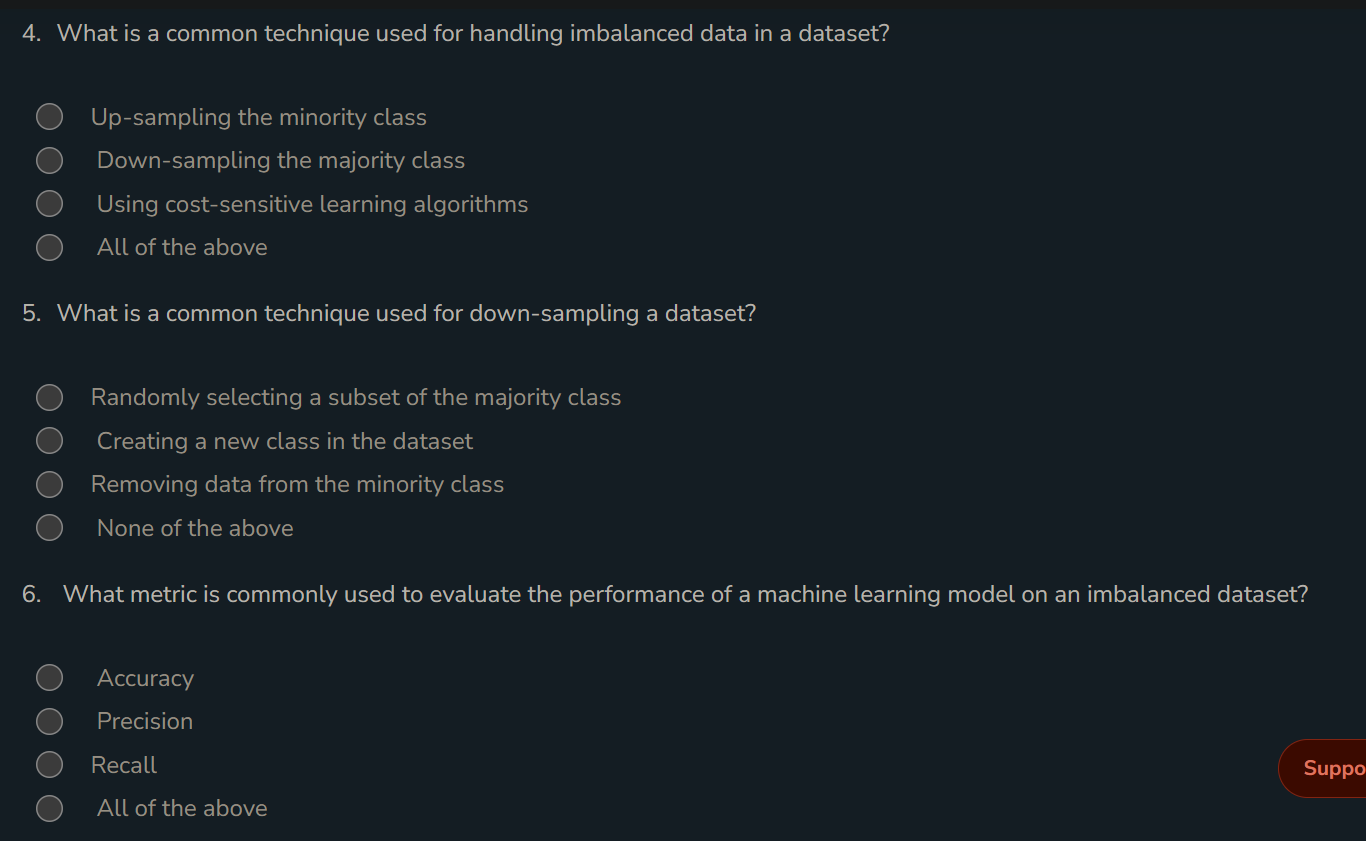 4. What is a common technique used for handling imbalanced data in a dataset?
Up-sampling the minority class
Down-sampling the majority class
Using cost-sensitive learning algorithms
All of the above
5. What is a common technique used for down-sampling a dataset?
Randomly selecting a subset of the majority class
Creating a new class in the dataset
Removing data from the minority class
None of the above
6. What metric is commonly used to evaluate the performance of a machine learning model on an imbalanced dataset?
Accuracy
Precision
Recall
Suppo
All of the above